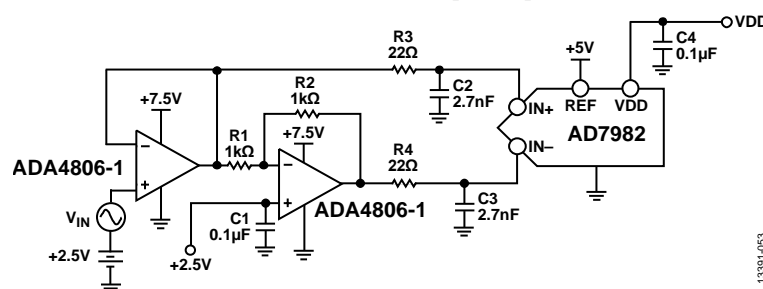 VDD
C4
0.1µF
R3
22Ω
+5V
C2
2.7nF
IN+
REF
VDD
AD7982
IN–
R2
1kΩ
+7.5V
R1
1kΩ
+7.5V
ADA4806-1
R4
22Ω
ADA4806-1
VIN
C1
0.1µF
C3
2.7nF
+2.5V
+2.5V
13391-053